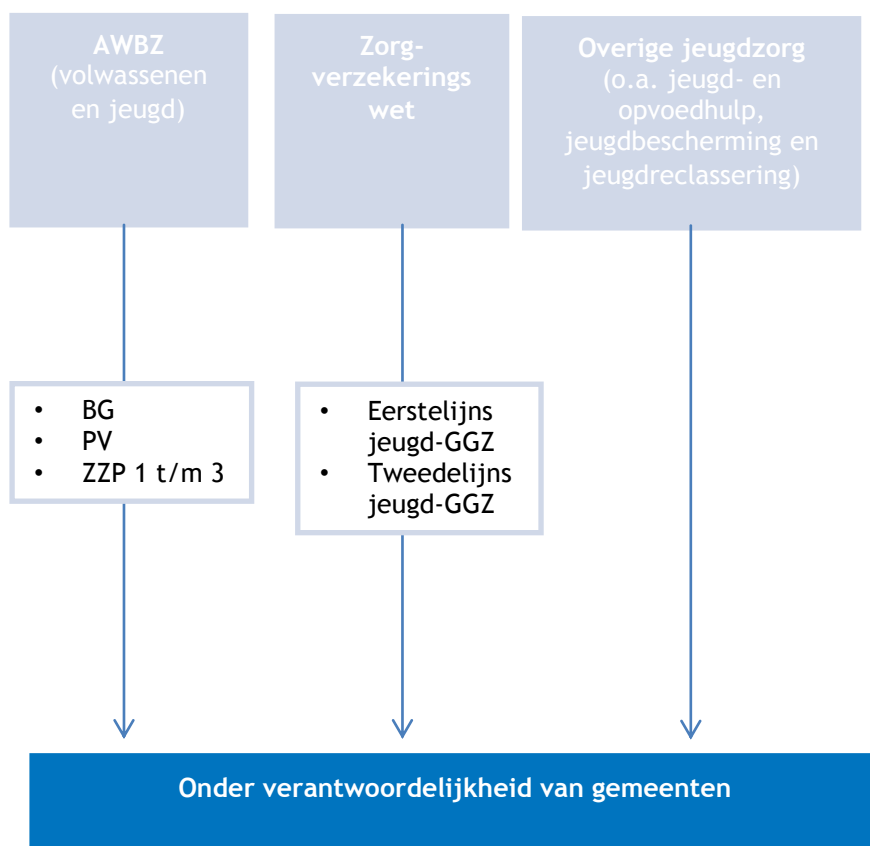 AWBZ
(volwassenen
en jeugd)
Zorg-
verzekerings
wet
Overige jeugdzorg
(o.a. jeugd- en
opvoedhulp,
jeugdbescherming en
jeugdreclassering)
• BG
• PV
• ZZP 1 t/m 3
• Eerstelijns
jeugd-GGZ
• Tweedelijns
jeugd-GGZ
Onder verantwoordelijkheid van gemeenten